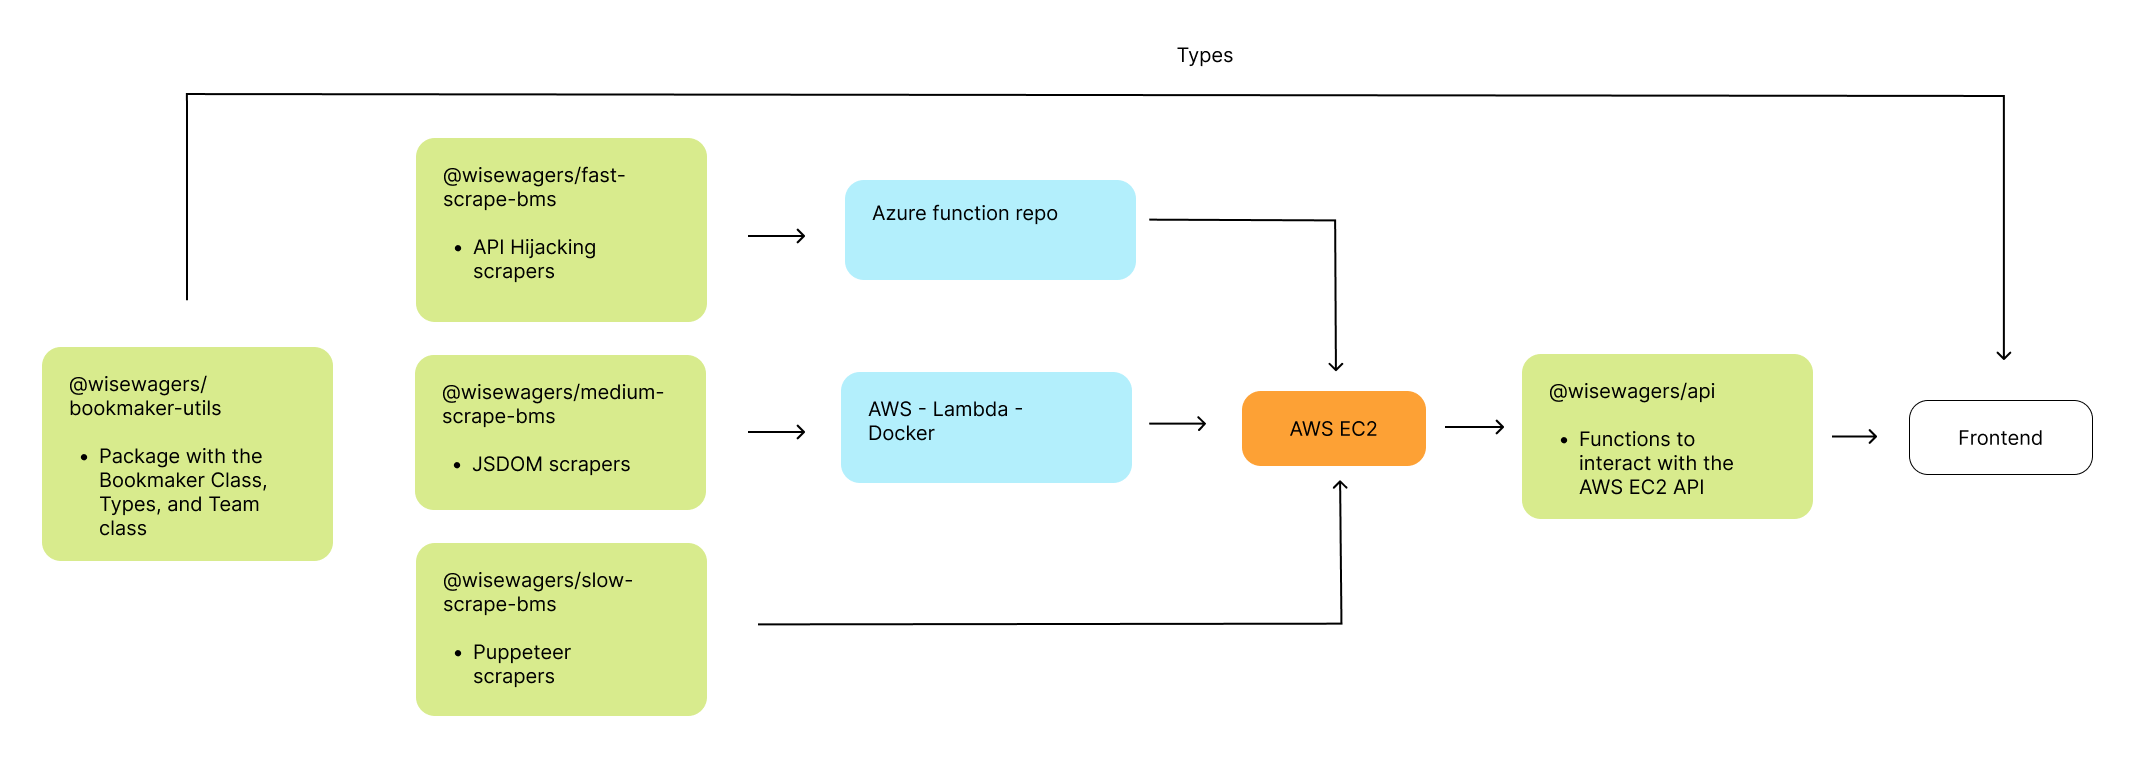 Types
@wisewagers/
bookmaker-utils
• Package with the
Bookmaker Class,
Types, and Team
class
@wisewagers/fast-
scrape-bms
• API Hijacking
scrapers
@wisewagers/medium-
scrape-bms
• JSDOM scrapers
@wisewagers/slow-
scrape-bms
• Puppeteer
scrapers
Azure function repo
AWS - Lambda -
Docker
AWS EC2
@wisewagers/api
• Functions to
interact with the
AWS EC2 API
Frontend